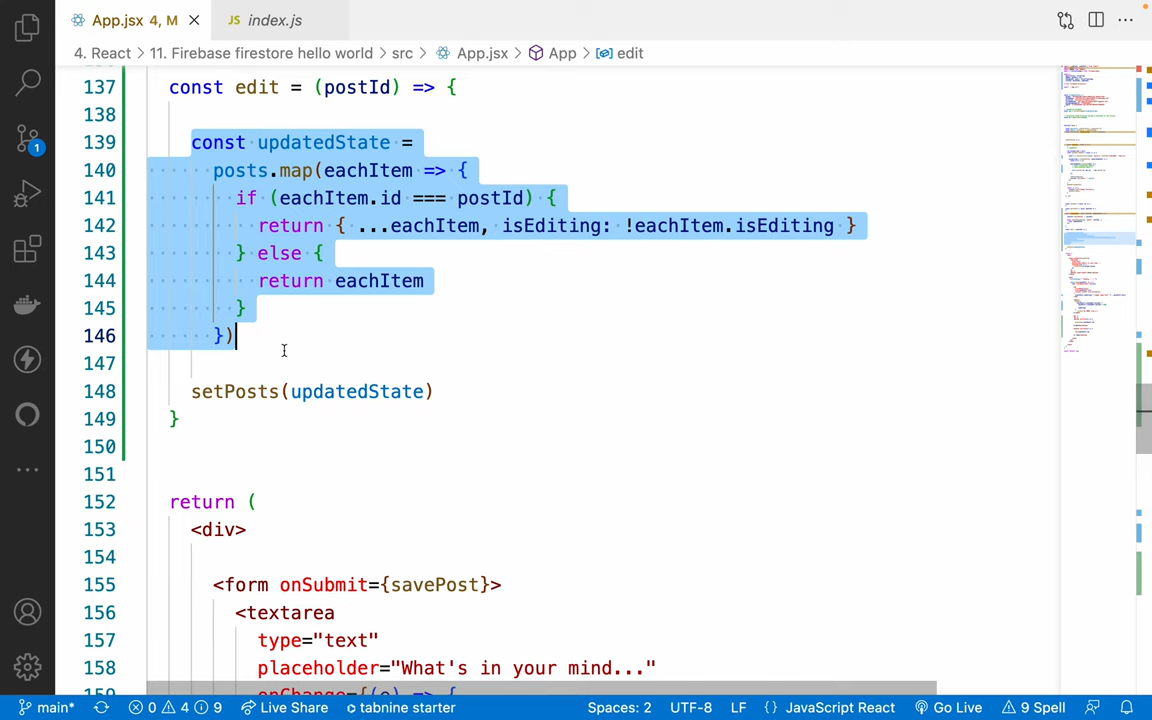 App.jsx 4, M
JS index.js
4. React > 11. Firebase firestore hello world > src > App.jsx > App > edit
137 const edit = (postId) => {
138
139 const updatedState =
140 posts.map(eachItem => {
141 if (eachItem.id === postId) {
142 return { ...eachItem, isEditing: !eachItem.isEditing }
143 } else {
144 return eachItem
145 }
146 })
147
148 setPosts(updatedState)
149 }
150
151
152 return (
153 <div>
154
155 <form onSubmit={savePost}>
156 <textarea
157 type="text"
158 placeholder="What's in your mind..."
159 onChange={(e) => {
1
main* 0 4 9 Live Share tabnine starter Spaces: 2 UTF-8 LF {} JavaScript React Go Live 9 Spell